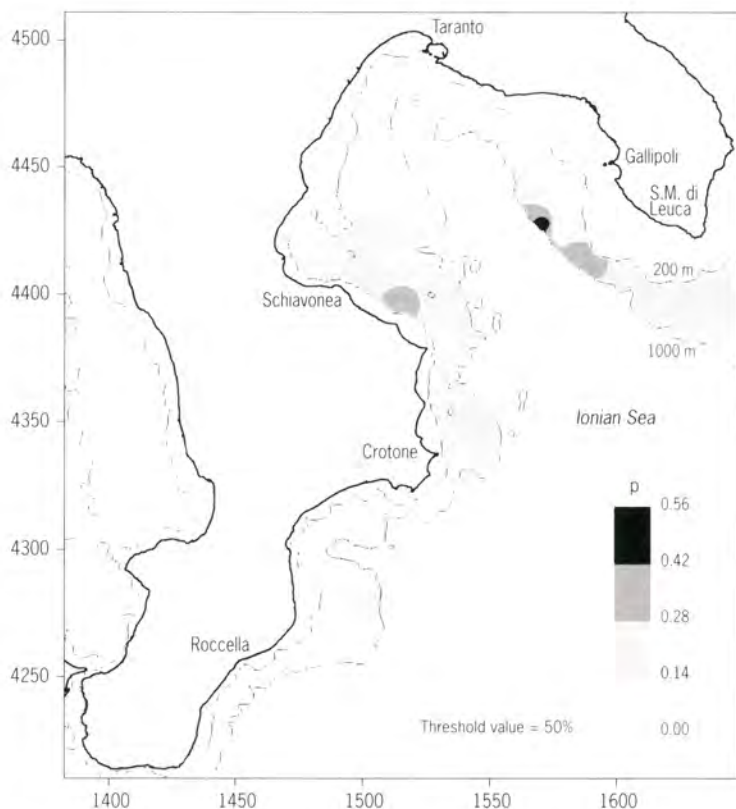 4500
Taranto
4450
Gallipoli
S.M. di
Leuca
200 m
4400
Schiavonea
1000 m
4350
Ionian Sea
Crotone
p
0.56
0.42
4300
0.28
Roccella
0.14
4250
Threshold value = 50%
0.00
1400
1450
1500
1550
1600